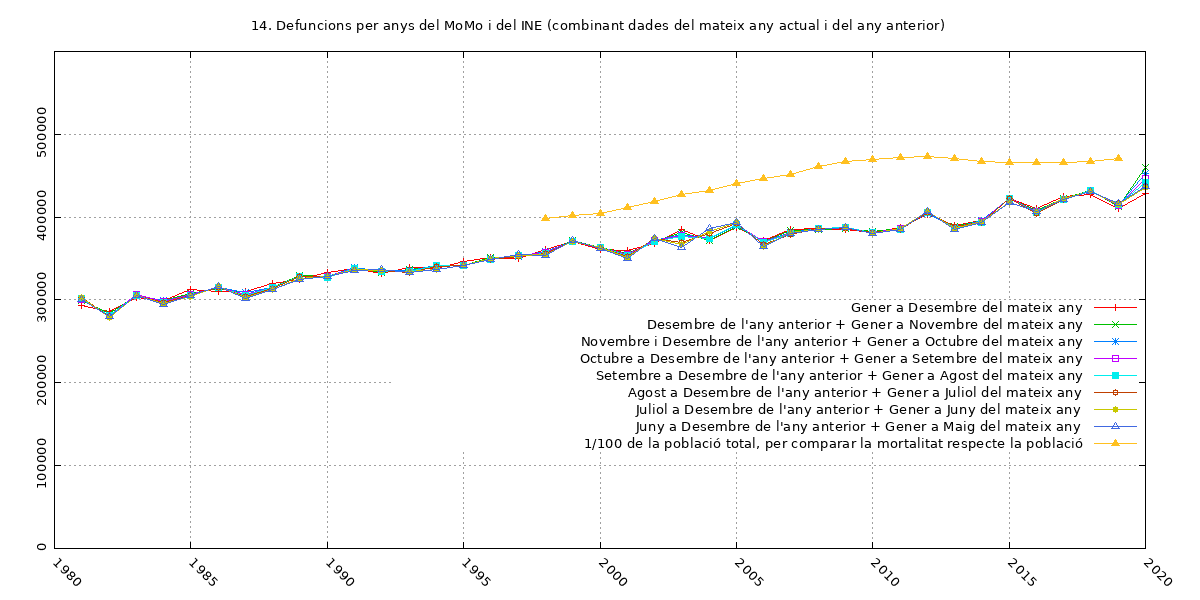 14. Defuncions per anys del MoMo i del INE (combinant dades del mateix any actual i del any anterior)
500000
400000
300000
200000
100000
0
Gener a Desembre del mateix any
Desembre de l'any anterior + Gener a Novembre del mateix any
Novembre i Desembre de l'any anterior + Gener a Octubre del mateix any
Octubre a Desembre de l'any anterior + Gener a Setembre del mateix any
Setembre a Desembre de l'any anterior + Gener a Agost del mateix any
Agost a Desembre de l'any anterior + Gener a Juliol del mateix any
Juliol a Desembre de l'any anterior + Gener a Juny del mateix any
Juny a Desembre de l'any anterior + Gener a Maig del mateix any
1/100 de la població total, per comparar la mortalitat respecte la població
1980
1985
1990
1995
2000
2005
2010
2015
2020